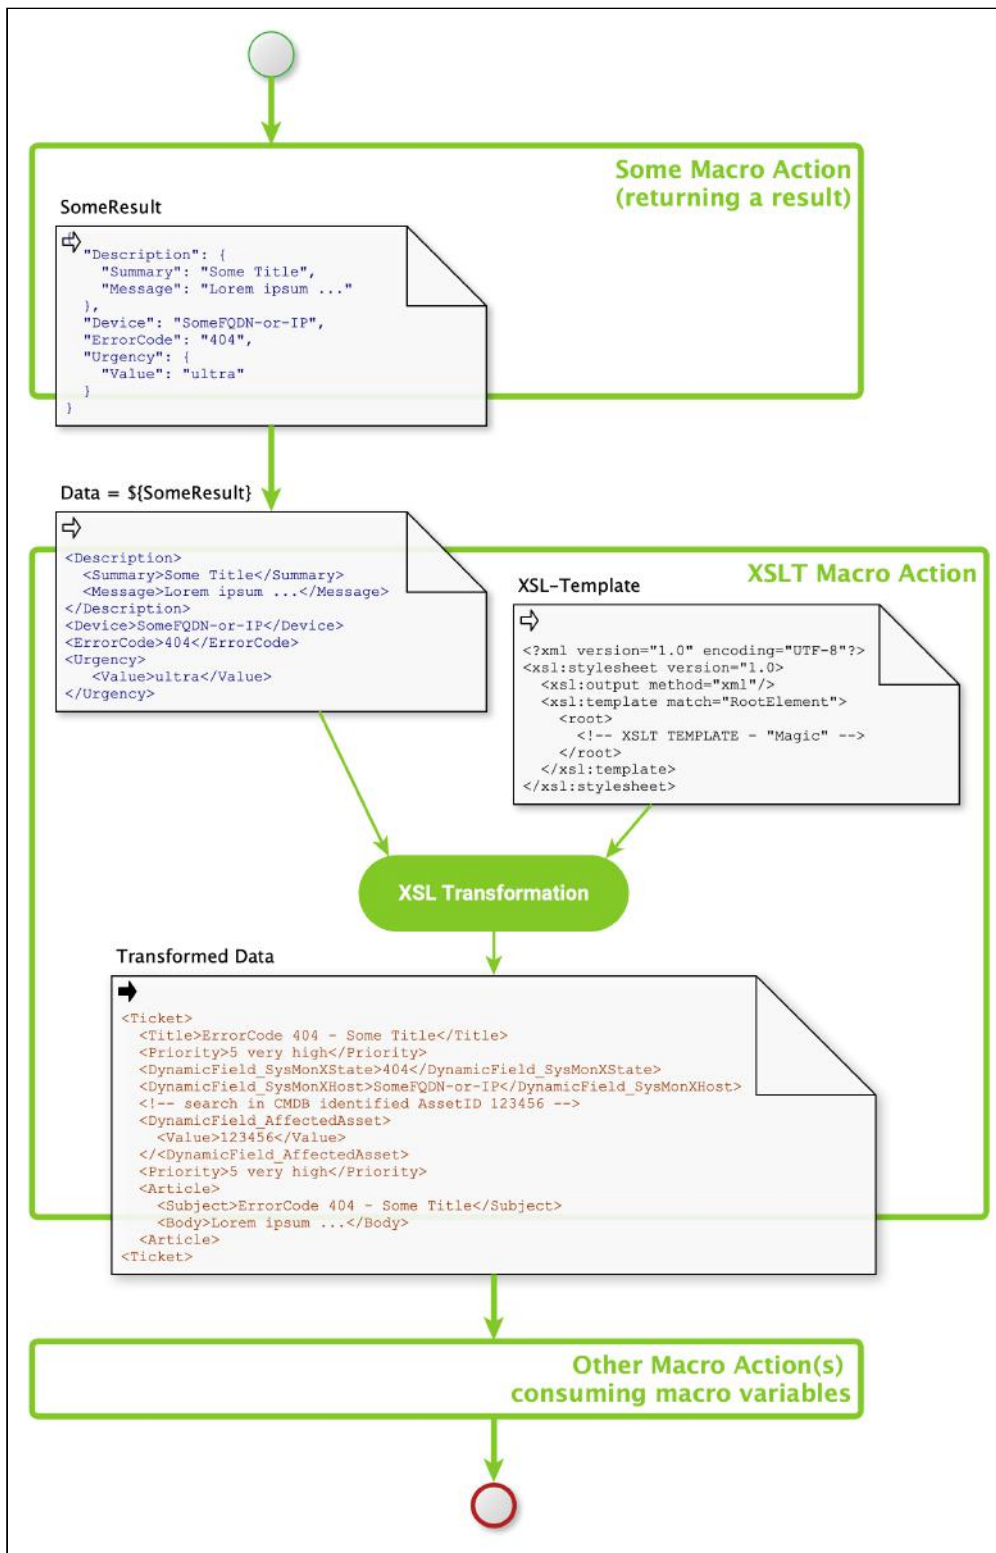 Some Macro Action
(returning a result)
SomeResult
{
"Description": {
"Summary": "Some Title",
"Message": "Lorem ipsum ..."
},
"Device": "SomeFQDN-or-IP",
"ErrorCode": "404",
"Urgency": {
"Value": "ultra"
}
}
Data = ${SomeResult}
<Description>
<Summary>Some Title</Summary>
<Message>Lorem ipsum ...</Message>
</Description>
<Device>SomeFQDN-or-IP</Device>
<ErrorCode>404</ErrorCode>
<Urgency>
<Value>ultra</Value>
</Urgency>
XSLT Macro Action
XSL-Template
<?xml version="1.0" encoding="UTF-8"?>
<xsl:stylesheet version="1.0>
<xsl:output method="xml"/>
<xsl:template match="RootElement">
<root>
<!-- XSLT TEMPLATE - "Magic" -->
</root>
</xsl:template>
</xsl:stylesheet>
XSL Transformation
Transformed Data
<Ticket>
<Title>ErrorCode 404 - Some Title</Title>
<Priority>5 very high</Priority>
<DynamicField_SysMonXState>404</DynamicField_SysMonXState>
<DynamicField_SysMonXHost>SomeFQDN-or-IP</DynamicField_SysMonXHost>
<!-- search in CMDB identified AssetID 123456 -->
<DynamicField_AffectedAsset>
<Value>123456</Value>
</<DynamicField_AffectedAsset>
<Priority>5 very high</Priority>
<Article>
<Subject>ErrorCode 404 - Some Title</Subject>
<Body>Lorem ipsum ...</Body>
<Article>
<Ticket>
Other Macro Action(s)
consuming macro variables